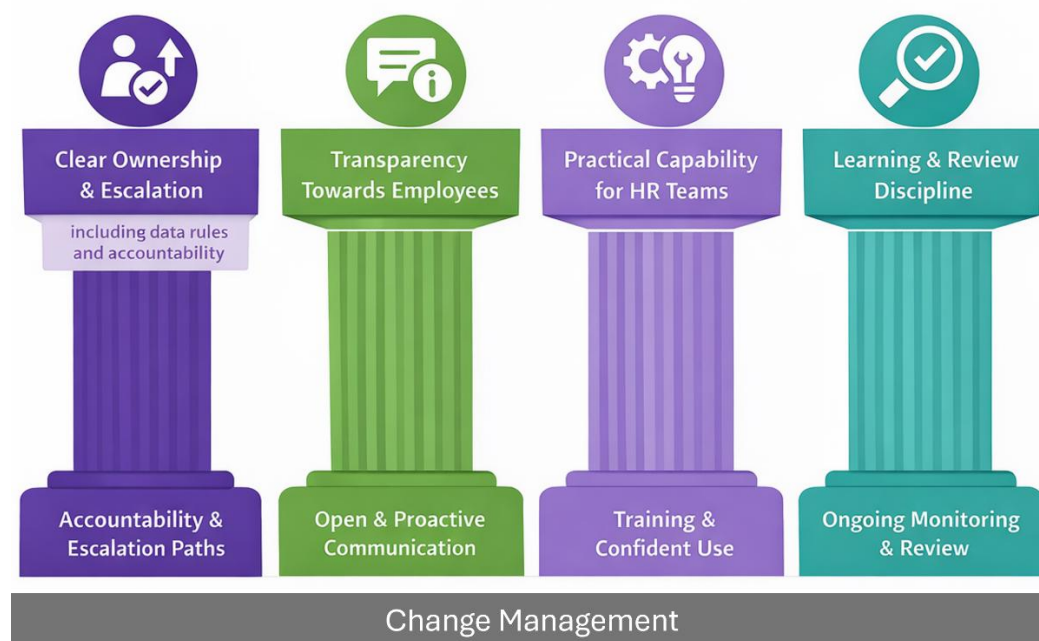 Clear Ownership
& Escalation
including data rules
and accountability
Accountability &
Escalation Paths
Transparency
Towards Employees
Open & Proactive
Communication
Practical Capability
for HR Teams
Training &
Confident Use
Learning & Review
Discipline
Ongoing Monitoring
& Review
Change Management